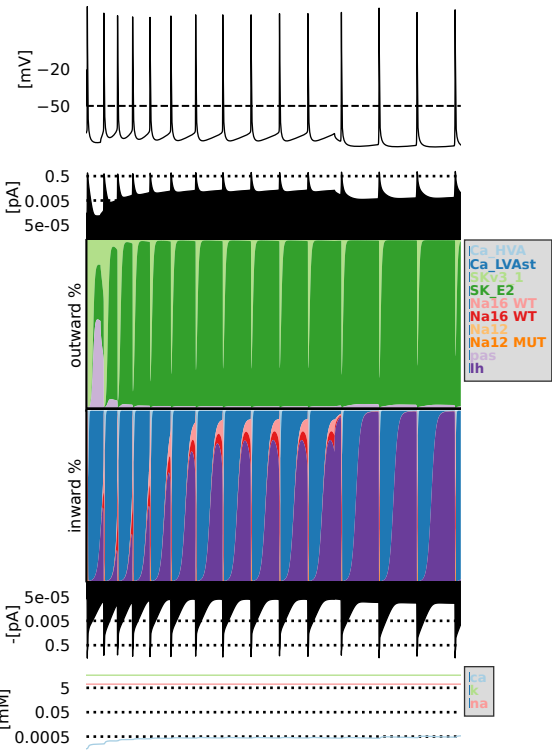 [mV]
−20
−50
[pA]
0.5
0.005
5e-05
outward %
Ca_HVA
Ca_LVAst
SKv3_1
SK_E2
Na16 WT
Na16 WT
Na12
Na12 MUT
pas
Ih
inward %
-[pA]
5e-05
0.005
0.5
[mM]
5
0.05
0.0005
ca
k
na